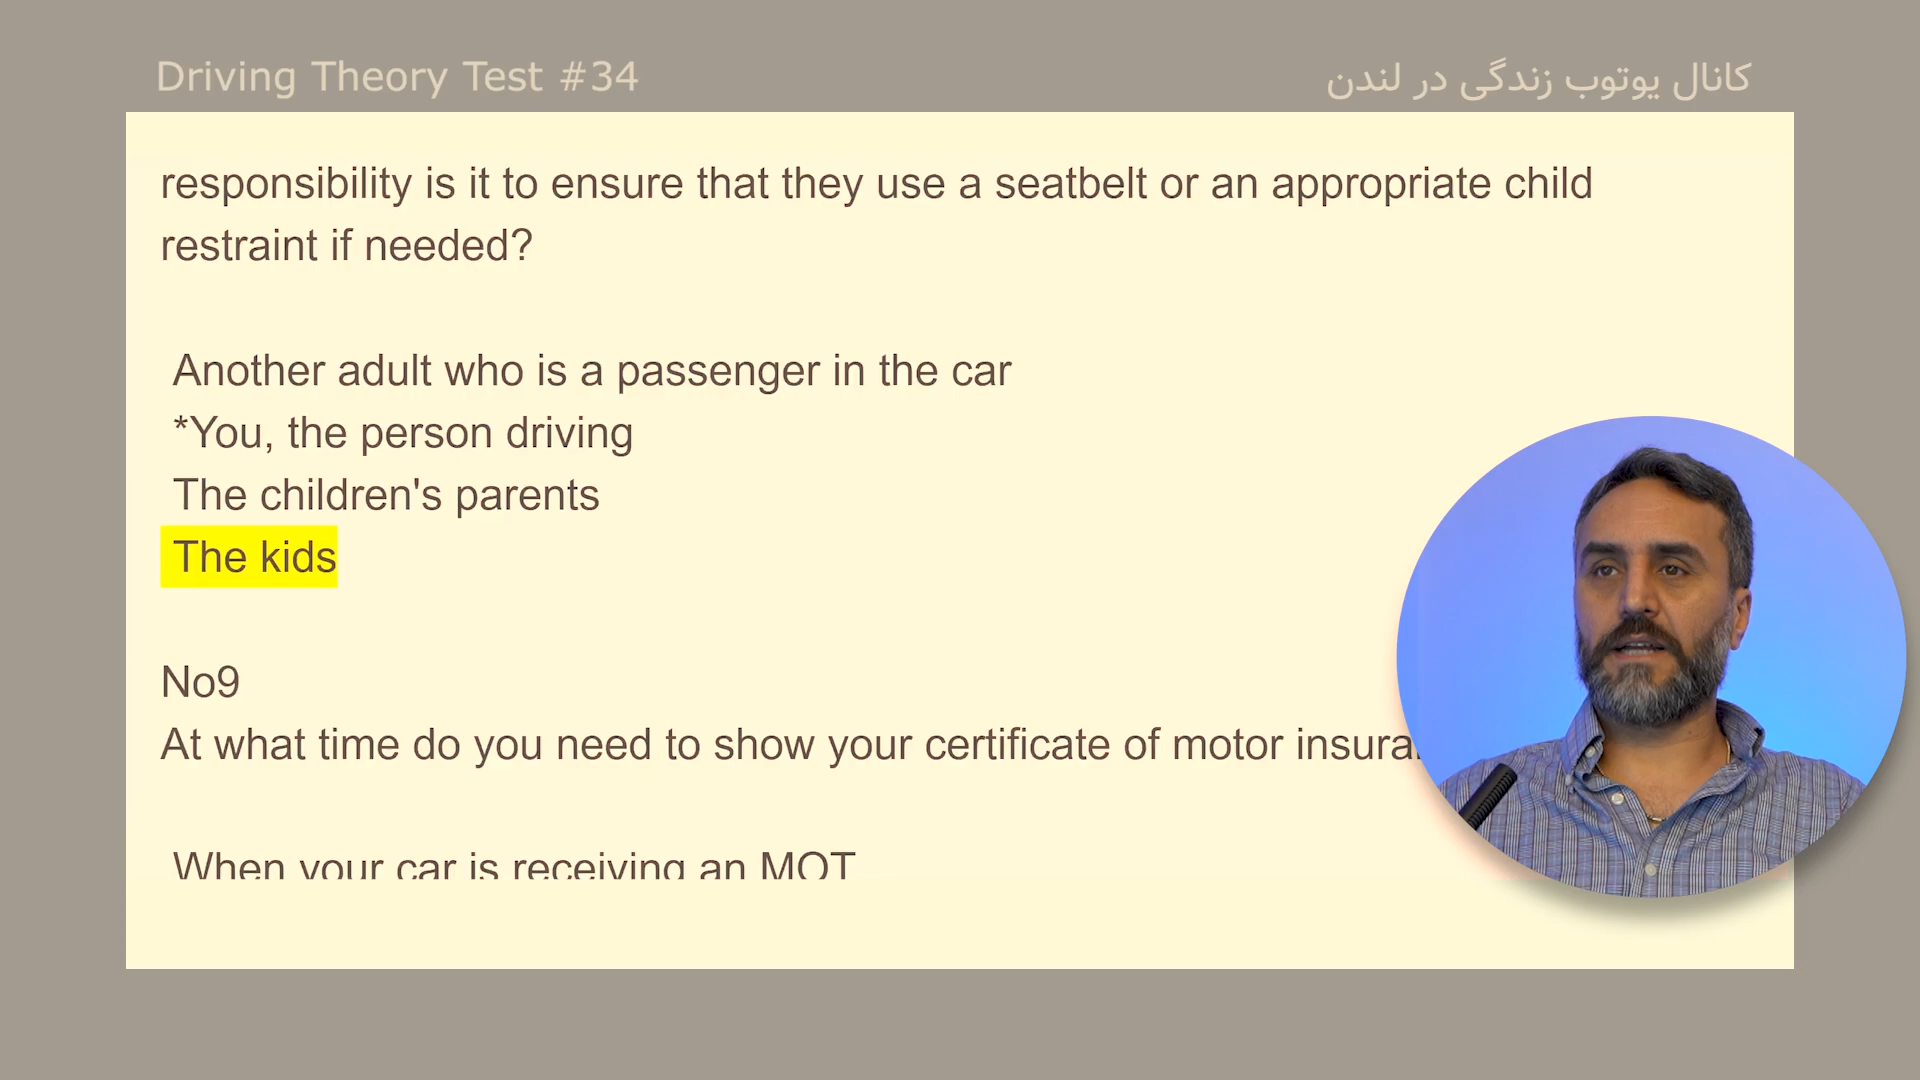 Driving Theory Test #34
کانال یوتوب زندگی در لندن
responsibility is it to ensure that they use a seatbelt or an appropriate child
restraint if needed?
Another adult who is a passenger in the car
*You, the person driving
The children's parents
The kids
No9
At what time do you need to show your certificate of motor
When your car is receiving an MOT